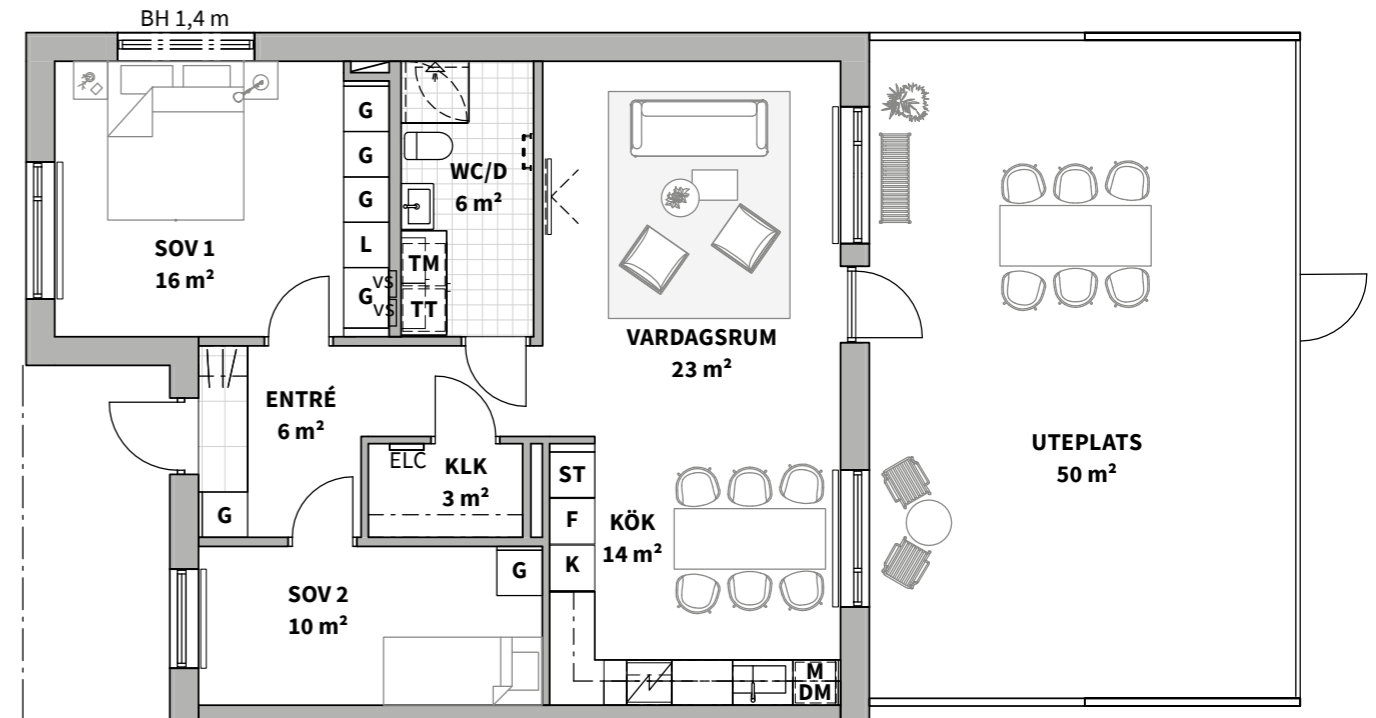 BH 1,4 m
G
G
G
L
G
VS
VS
WC/D
6 m²
TM
TT
SOV 1
16 m²
VARDAGSRUM
23 m²
ENTRÉ
6 m²
G
ELC
KLK
3 m²
ST
F
K
KÖK
14 m²
UTEPLATS
50 m²
SOV 2
10 m²
G
M
DM